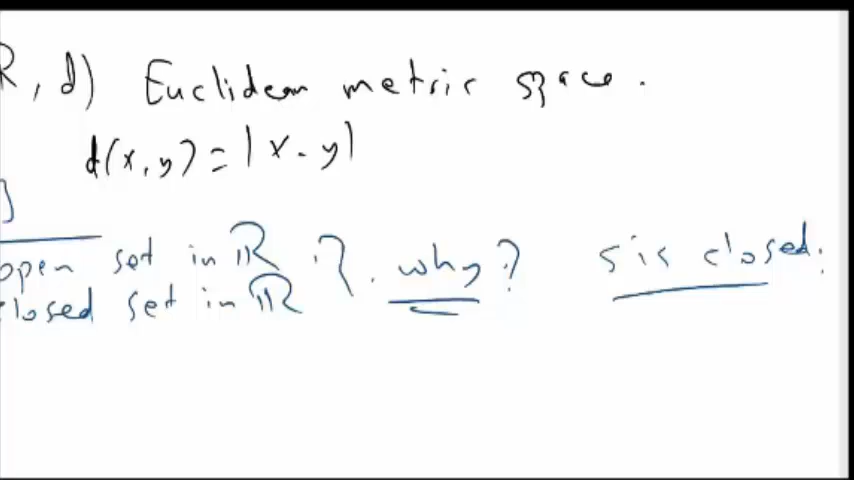 R, d) Euclidean metric space.
d(x,y) = |x-y|
]
open set in ℝ ?. why? S is closed.
closed set in ℝ